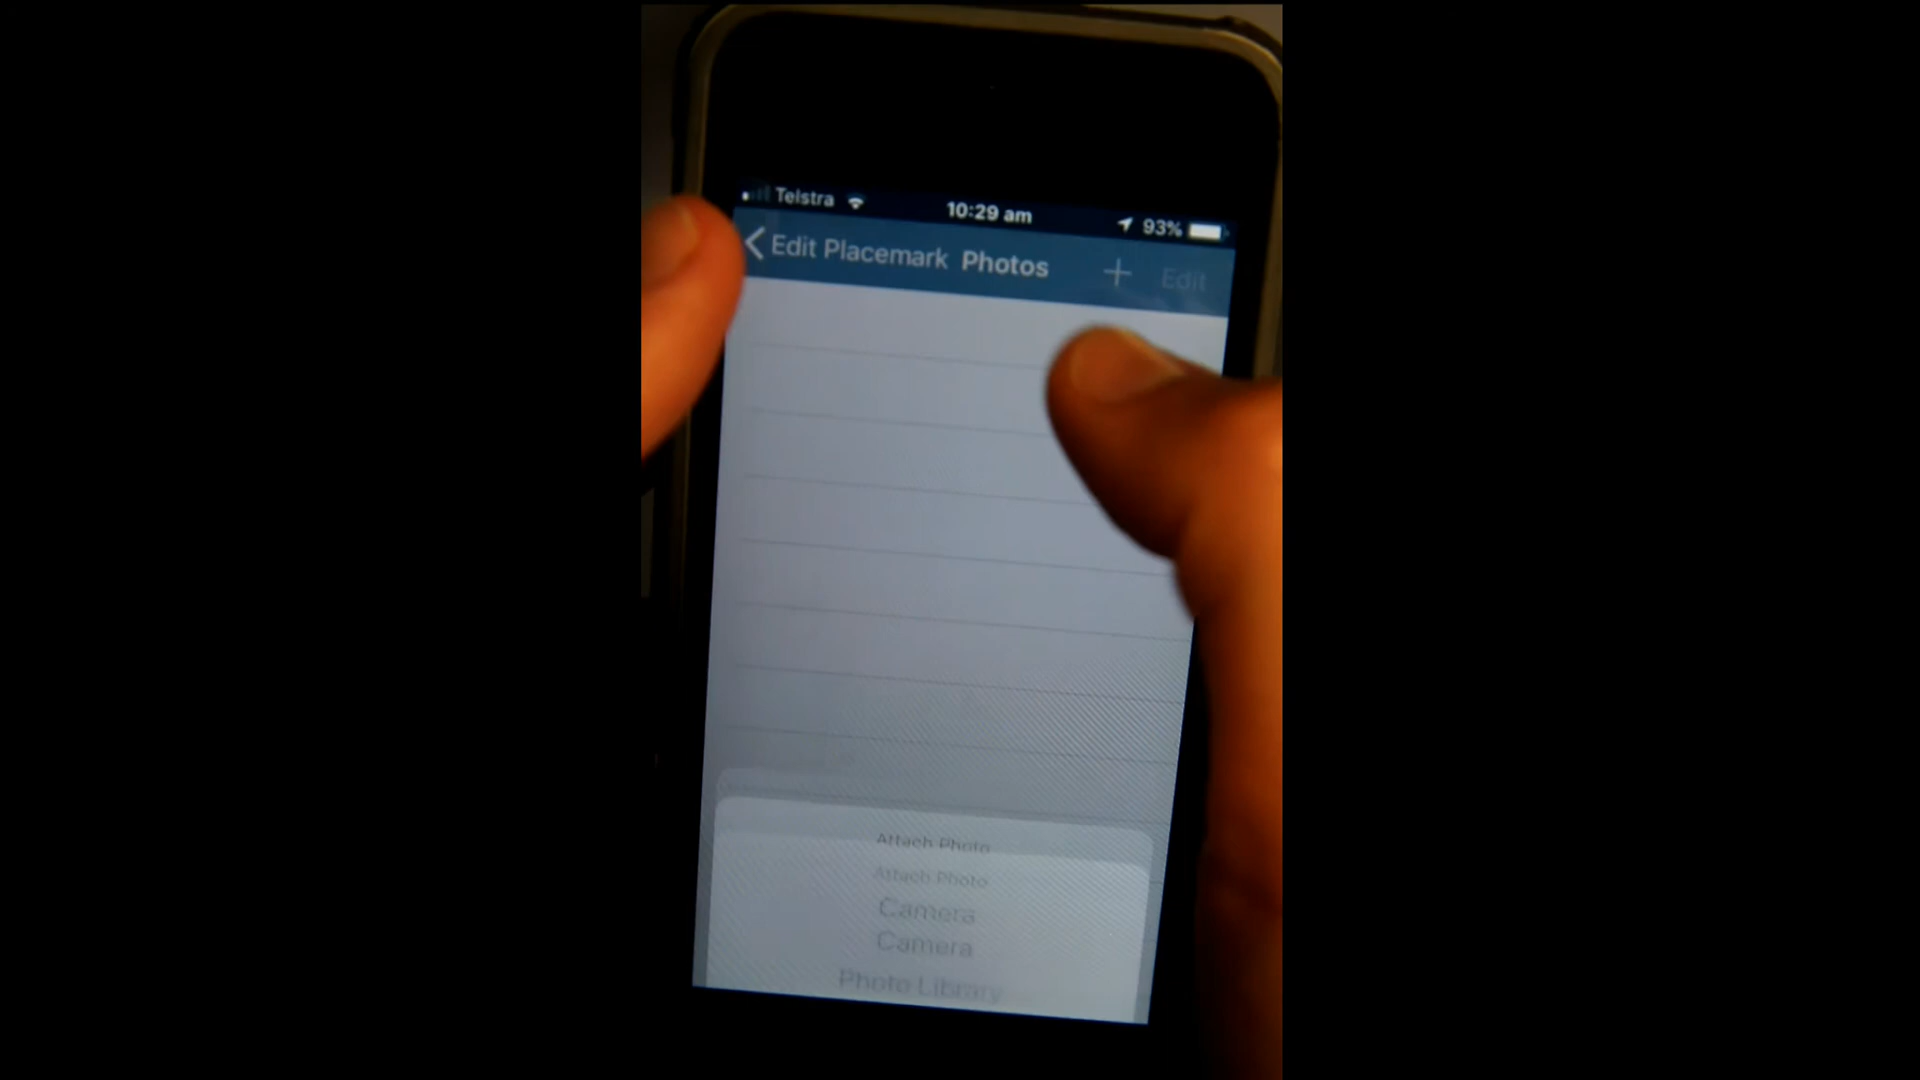 Telstra 10:29 am 93%
Edit Placemark Photos + Edit
Attach Photo
Attach Photo
Camera
Camera
Photo Library